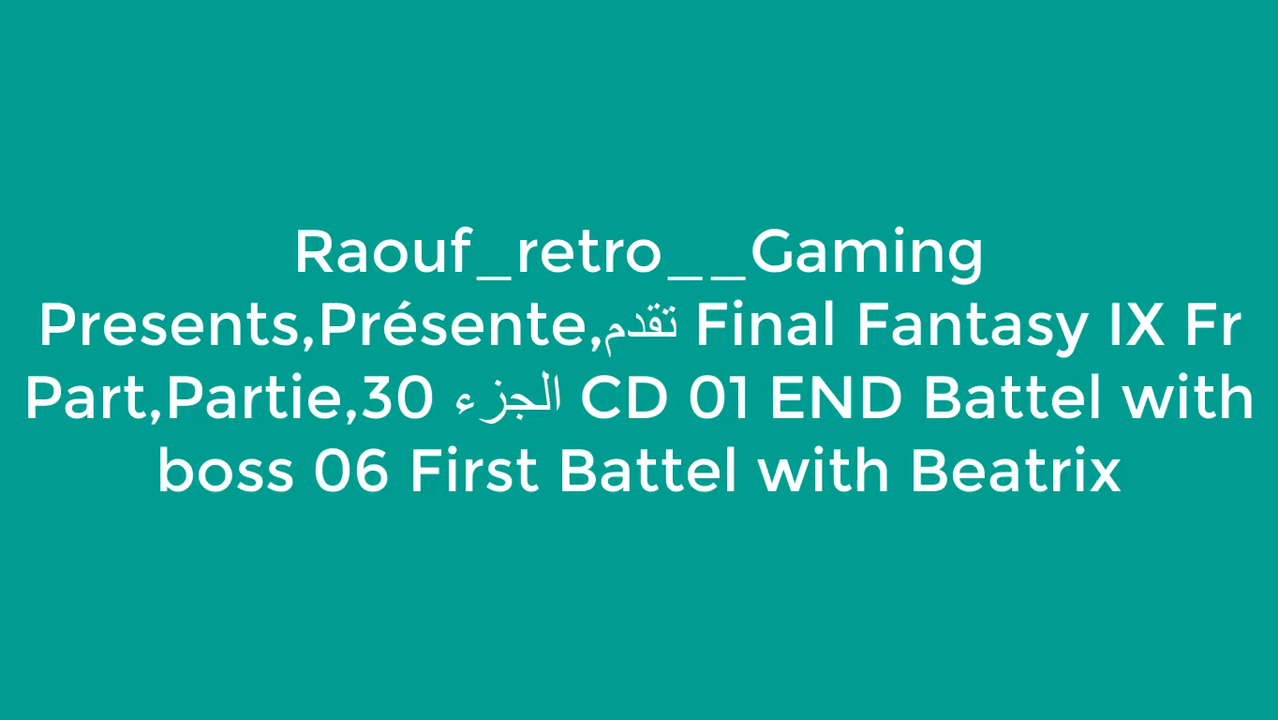 Raouf_retro__Gaming
Presents,Présente,نقدم Final Fantasy IX Fr
Part,Partie,30 الجزء CD 01 END Battel with
boss 06 First Battel with Beatrix